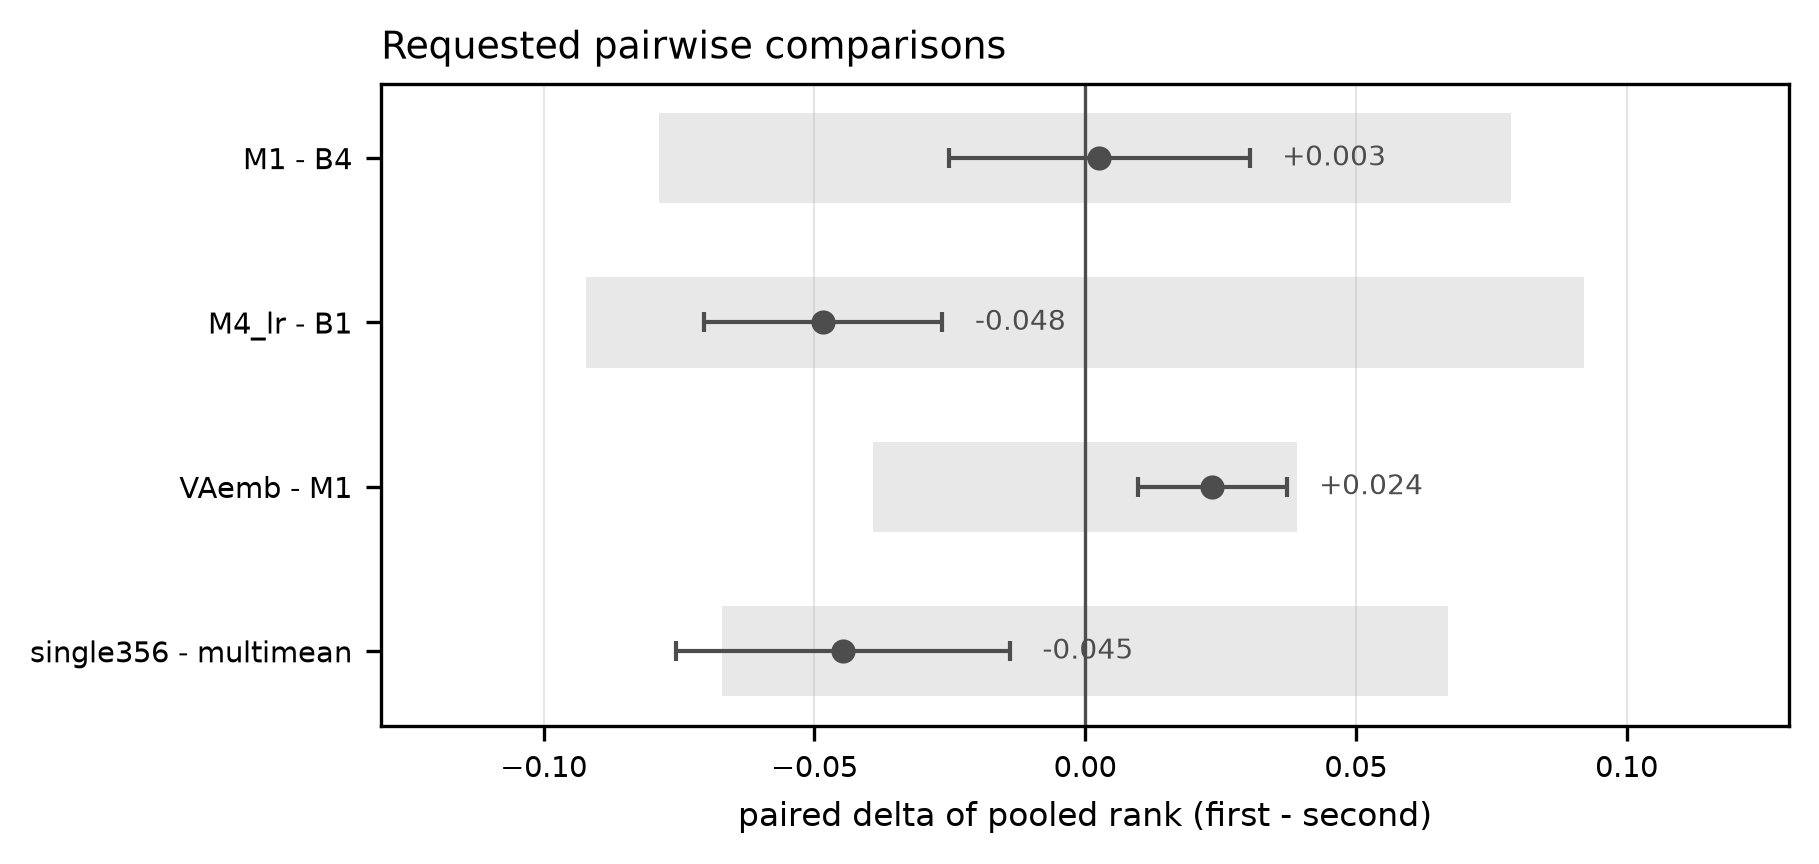 Requested pairwise comparisons
M1 - B4
+0.003
M4_lr - B1
-0.048
VAemb - M1
+0.024
single356 - multimean
-0.045
−0.10
−0.05
0.00
0.05
0.10
paired delta of pooled rank (first - second)